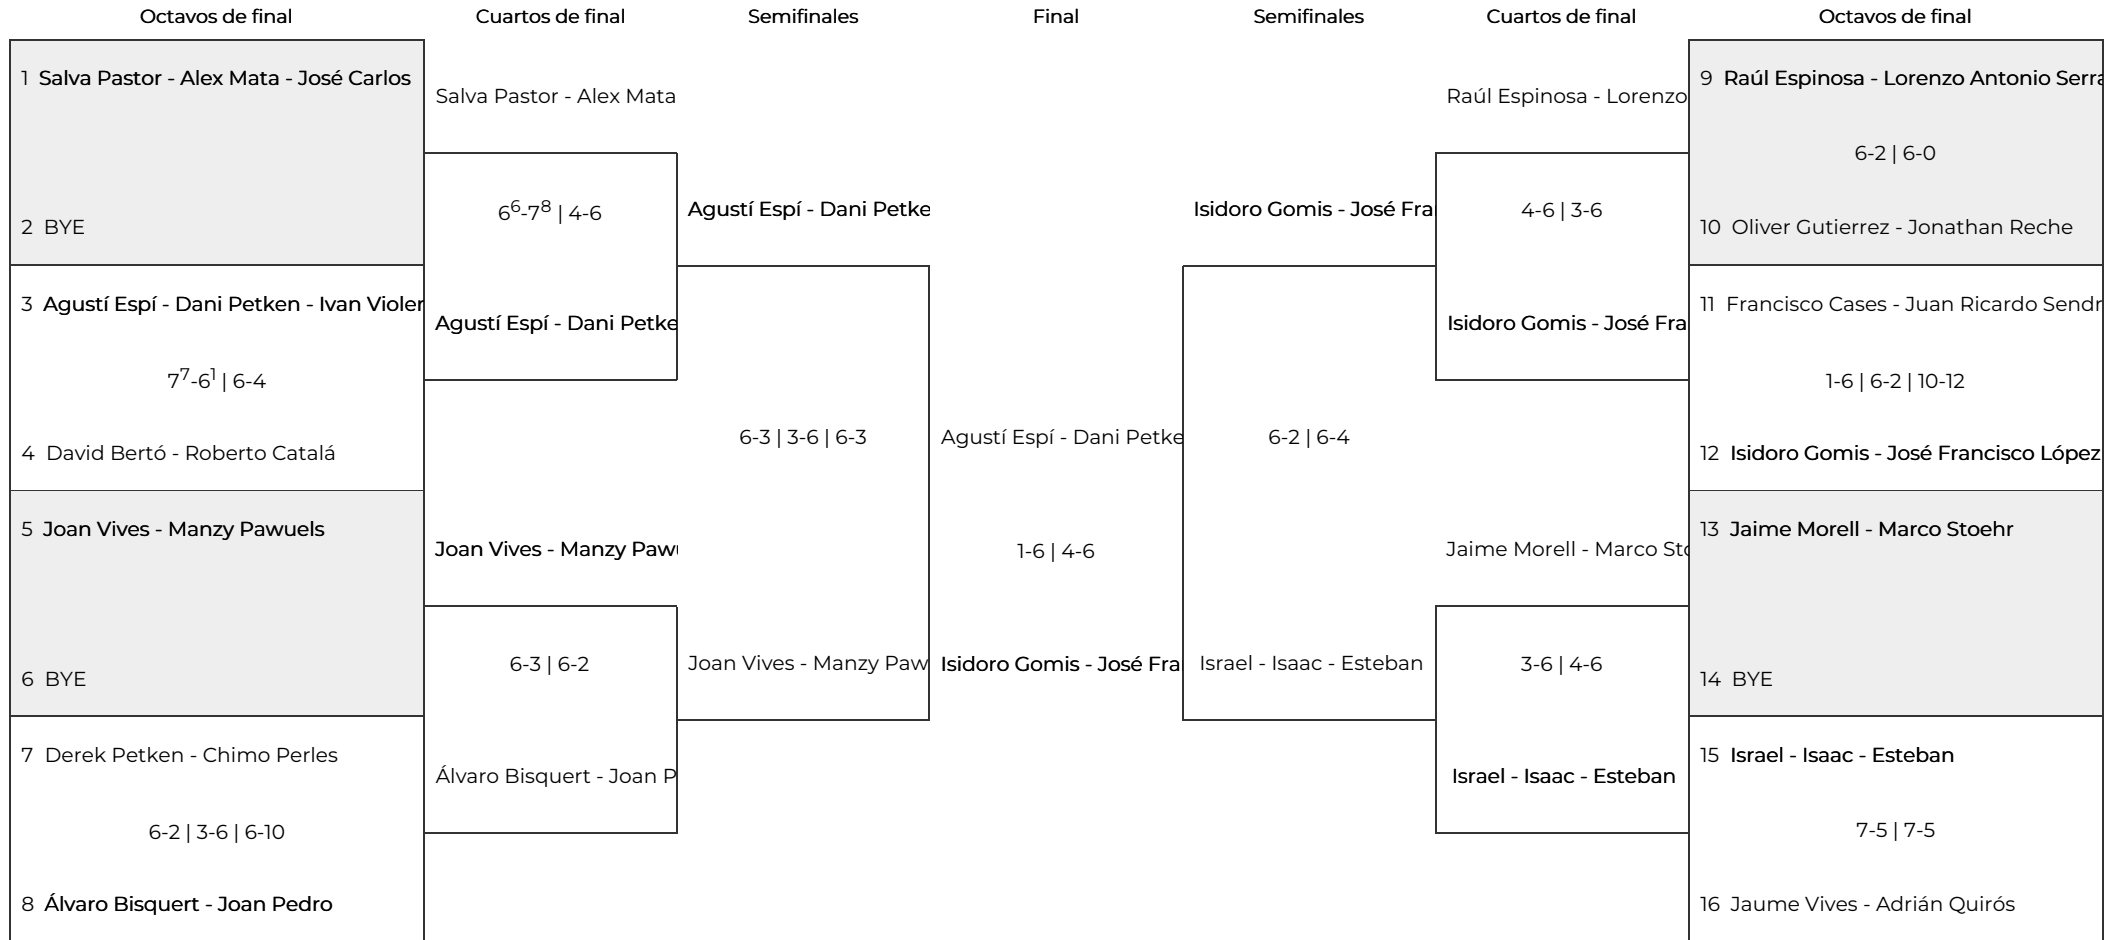 Octavos de final
Cuartos de final
Semifinales
Final
Semifinales
Cuartos de final
Octavos de final
1 Salva Pastor - Alex Mata - José Carlos
2 BYE
3 Agustí Espí - Dani Petken - Ivan Violer
7⁷-6¹ | 6-4
4 David Bertó - Roberto Catalá
5 Joan Vives - Manzy Pawuels
6 BYE
7 Derek Petken - Chimo Perles
6-2 | 3-6 | 6-10
8 Álvaro Bisquert - Joan Pedro
Salva Pastor - Alex Mata
6⁶-7⁸ | 4-6
Agustí Espí - Dani Petke
Joan Vives - Manzy Paw
6-3 | 6-2
Álvaro Bisquert - Joan P
Agustí Espí - Dani Petke
6-3 | 3-6 | 6-3
Joan Vives - Manzy Paw
Agustí Espí - Dani Petke
1-6 | 4-6
Isidoro Gomis - José Fra
Isidoro Gomis - José Fra
6-2 | 6-4
Israel - Isaac - Esteban
Raúl Espinosa - Lorenzo
4-6 | 3-6
Isidoro Gomis - José Fra
Jaime Morell - Marco Sto
3-6 | 4-6
Israel - Isaac - Esteban
9 Raúl Espinosa - Lorenzo Antonio Serra
6-2 | 6-0
10 Oliver Gutierrez - Jonathan Reche
11 Francisco Cases - Juan Ricardo Sendr
1-6 | 6-2 | 10-12
12 Isidoro Gomis - José Francisco López
13 Jaime Morell - Marco Stoehr
14 BYE
15 Israel - Isaac - Esteban
7-5 | 7-5
16 Jaume Vives - Adrián Quirós